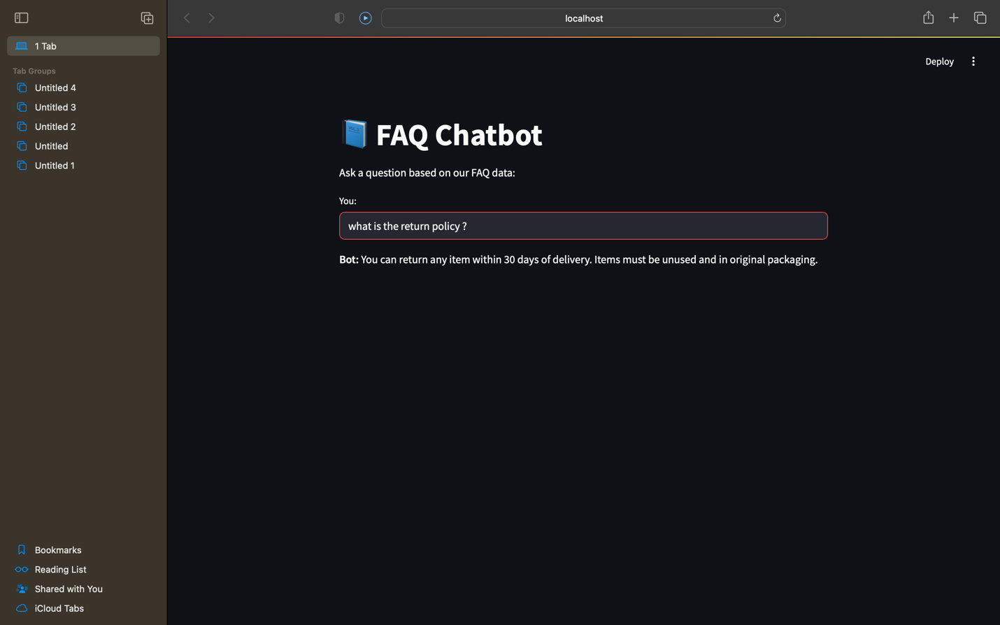 1 Tab
Tab Groups
Untitled 4
Untitled 3
Untitled 2
Untitled
Untitled 1
Bookmarks
Reading List
Shared with You
iCloud Tabs
localhost
Deploy
FAQ Chatbot
Ask a question based on our FAQ data:
You:
what is the return policy ?
Bot: You can return any item within 30 days of delivery. Items must be unused and in original packaging.